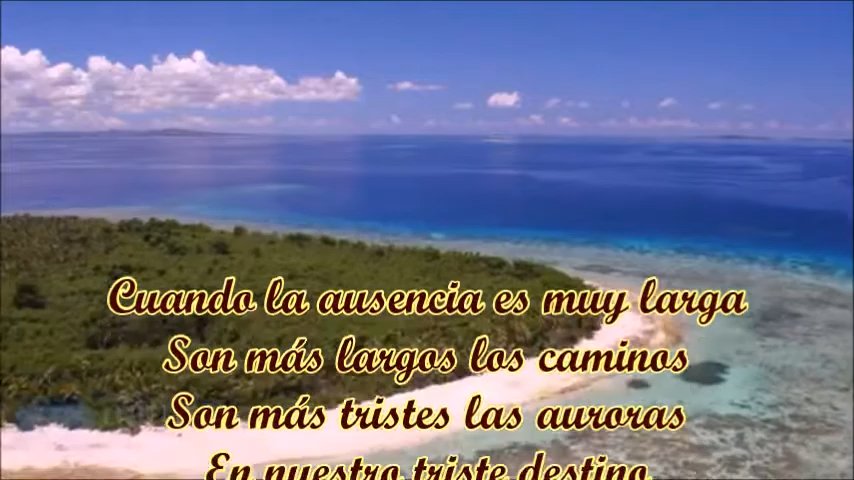 Cuando la ausencia es muy larga
Son más largos los caminos
Son más tristes las auroras
En nuestro triste destino